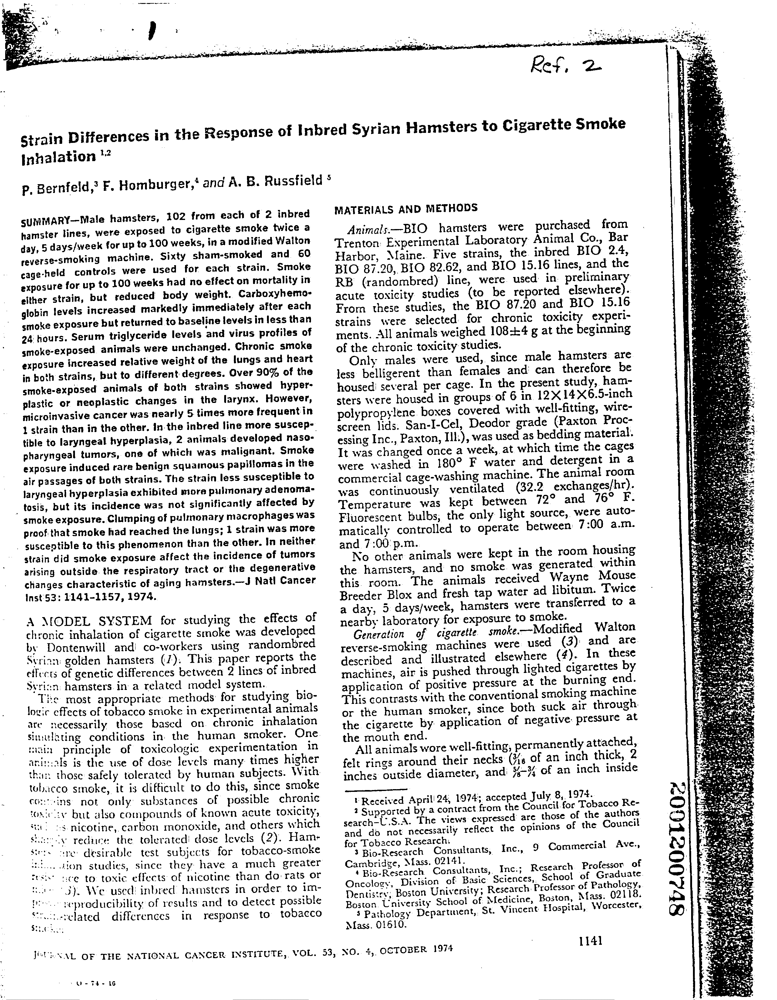 Ref. 2
Strain Differences in the Response of Inbred Syrian Hamsters to Cigarette Smoke
Inhalation 1,2
P. Bernfeld,3 F. Homburger,4 and A. B. Russfield 5
SUMMARY—Male hamsters, 102 from each of 2 inbred
hamster lines, were exposed to cigarette smoke twice a
day, 5 days/week for up to 100 weeks, in a modified Walton
reverse-smoking machine. Sixty sham-smoked and 60
cage-held controls were used for each strain. Smoke
exposure for up to 100 weeks had no effect on mortality in
either strain, but reduced body weight. Carboxyhemo-
globin levels increased markedly immediately after each
smoke exposure but returned to baseline levels in less than
24 hours. Serum triglyceride levels and virus profiles of
smoke-exposed animals were unchanged. Chronic smoke
exposure increased relative weight of the lungs and heart
in both strains, but to different degrees. Over 90% of the
smoke-exposed animals of both strains showed hyper-
plastic or neoplastic changes in the larynx. However,
microinvasive cancer was nearly 5 times more frequent in
1 strain than in the other. In the inbred line more suscep-
tible to laryngeal hyperplasia, 2 animals developed naso-
pharyngeal tumors, one of which was malignant. Smoke
exposure induced rare benign squamous papillomas in the
air passages of both strains. The strain less susceptible to
laryngeal hyperplasia exhibited more pulmonary adenoma-
tosis, but its incidence was not significantly affected by
smoke exposure. Clumping of pulmonary macrophages was
proof that smoke had reached the lungs; 1 strain was more
susceptible to this phenomenon than the other. In neither
strain did smoke exposure affect the incidence of tumors
arising outside the respiratory tract or the degenerative
changes characteristic of aging hamsters.—J Natl Cancer
Inst 53: 1141-1157, 1974.
A MODEL SYSTEM for studying the effects of
chronic inhalation of cigarette smoke was developed
by Dontenwill and co-workers using randombred
Syrian golden hamsters (1). This paper reports the
effects of genetic differences between 2 lines of inbred
Syrian hamsters in a related model system.
The most appropriate methods for studying bio-
logic effects of tobacco smoke in experimental animals
are necessarily those based on chronic inhalation
simulating conditions in the human smoker. One
main principle of toxicologic experimentation in
animals is the use of dose levels many times higher
than those safely tolerated by human subjects. With
tobacco smoke, it is difficult to do this, since smoke
contains not only substances of possible chronic
toxicity but also compounds of known acute toxicity,
nicotine, carbon monoxide, and others which
reduce the tolerated dose levels (2). Ham-
are desirable test subjects for tobacco-smoke
studies, since they have a much greater
to toxic effects of nicotine than do rats or
3). We used inbred hamsters in order to im-
reproducibility of results and to detect possible
related differences in response to tobacco
MATERIALS AND METHODS
Animals.—BIO hamsters were purchased from
Trenton Experimental Laboratory Animal Co., Bar
Harbor, Maine. Five strains, the inbred BIO 2.4,
BIO 87.20, BIO 82.62, and BIO 15.16 lines, and the
RB (randombred) line, were used in preliminary
acute toxicity studies (to be reported elsewhere).
From these studies, the BIO 87.20 and BIO 15.16
strains were selected for chronic toxicity experi-
ments. All animals weighed 108±4 g at the beginning
of the chronic toxicity studies.
Only males were used, since male hamsters are
less belligerent than females and can therefore be
housed several per cage. In the present study, ham-
sters were housed in groups of 6 in 12×14×6.5-inch
polypropylene boxes covered with well-fitting, wire-
screen lids. San-I-Cel, Deodor grade (Paxton Proc-
essing Inc., Paxton, Ill.), was used as bedding material.
It was changed once a week, at which time the cages
were washed in 180° F water and detergent in a
commercial cage-washing machine. The animal room
was continuously ventilated (32.2 exchanges/hr).
Temperature was kept between 72° and 76° F.
Fluorescent bulbs, the only light source, were auto-
matically controlled to operate between 7:00 a.m.
and 7:00 p.m.
No other animals were kept in the room housing
the hamsters, and no smoke was generated within
this room. The animals received Wayne Mouse
Breeder Blox and fresh tap water ad libitum. Twice
a day, 5 days/week, hamsters were transferred to a
nearby laboratory for exposure to smoke.
Generation of cigarette smoke.—Modified Walton
reverse-smoking machines were used (3) and are
described and illustrated elsewhere (4). In these
machines, air is pushed through lighted cigarettes by
application of positive pressure at the burning end.
This contrasts with the conventional smoking machine
or the human smoker, since both suck air through
the cigarette by application of negative pressure at
the mouth end.
All animals wore well-fitting, permanently attached,
felt rings around their necks (3/16 of an inch thick, 2
inches outside diameter, and of an inch inside
1 Received April 24, 1974; accepted July 8, 1974.
2 Supported by a contract from the Council for Tobacco Re-
search-U.S.A. The views expressed are those of the authors
and do not necessarily reflect the opinions of the Council
for Tobacco Research.
3 Bio-Research Consultants, Inc., 9 Commercial Ave.,
Cambridge, Mass. 02141.
4 Bio-Research Consultants, Inc.; Research Professor of
Oncology, Division of Basic Sciences, School of Graduate
Dentistry, Boston University; Research Professor of Pathology,
Boston University School of Medicine, Boston, Mass. 02118.
5 Pathology Department, St. Vincent Hospital, Worcester,
Mass. 01610.
JOURNAL OF THE NATIONAL CANCER INSTITUTE, VOL. 53, NO. 4, OCTOBER 1974
1141
- 74 - 16
2001200748